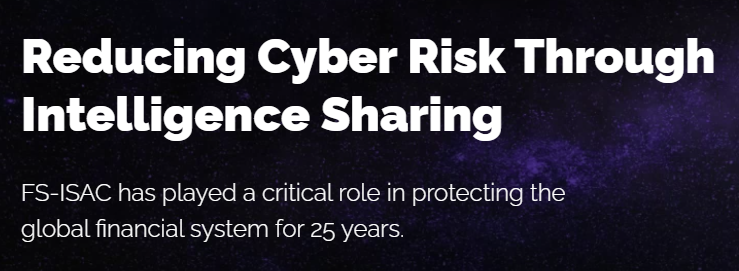 Reducing Cyber Risk Through
Intelligence Sharing
FS-ISAC has played a critical role in protecting the
global financial system for 25 years.